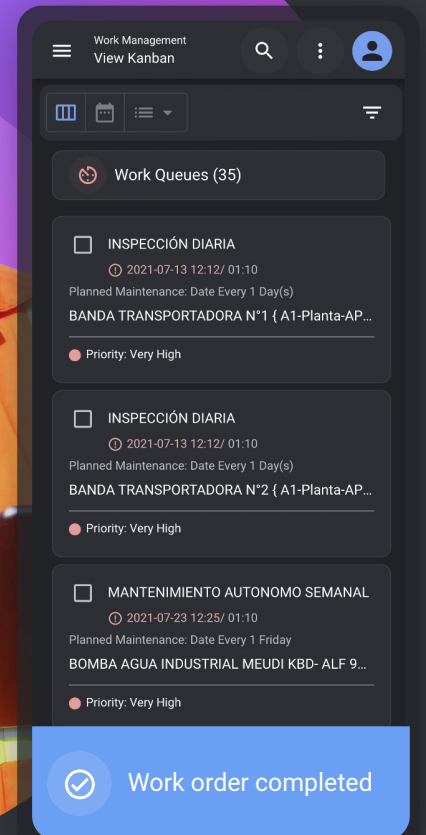 Work Management
View Kanban
Work Queues (35)
INSPECCIÓN DIARIA
2021-07-13 12:12/ 01:10
Planned Maintenance: Date Every 1 Day(s)
BANDA TRANSPORTADORA N°1 { A1-Planta-AP...
Priority: Very High
INSPECCIÓN DIARIA
2021-07-13 12:12/ 01:10
Planned Maintenance: Date Every 1 Day(s)
BANDA TRANSPORTADORA N°2 { A1-Planta-AP...
Priority: Very High
MANTENIMIENTO AUTONOMO SEMANAL
2021-07-23 12:25/ 01:10
Planned Maintenance: Date Every 1 Friday
BOMBA AGUA INDUSTRIAL MEUDI KBD- ALF 9...
Priority: Very High
Work order completed